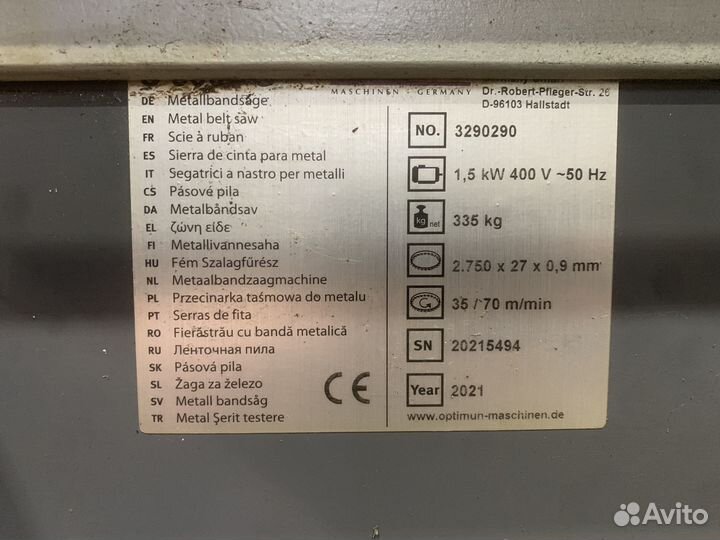 MASCHINEN - GERMANY
Dr.-Robert-Pfleger-Str. 26
D-96103 Hallstadt
DE Metallbandsäge
EN Metal belt saw
FR Scie à ruban
ES Sierra de cinta para metal
IT Segatrici a nastro per metalli
CS Pásové pila
DA Metalbåndsav
EL ζώνη είδε
FI Metallivannesaha
HU Fém Szalagfűrész
NL Metaalbandzaagmachine
PL Przecinarka taśmowa do metalu
PT Serras de fita
RO Fierăstrău cu bandă metalică
RU Ленточная пила
SK Pásová pila
SL Žaga za železo
SV Metall bandsåg
TR Metal Şerit testere
CE
NO. 3290290
1,5 kW 400 V ~50 Hz
kg net 335 kg
2.750 x 27 x 0,9 mm
35 / 70 m/min
SN 20215494
Year 2021
www.optimun-maschinen.de
Avito